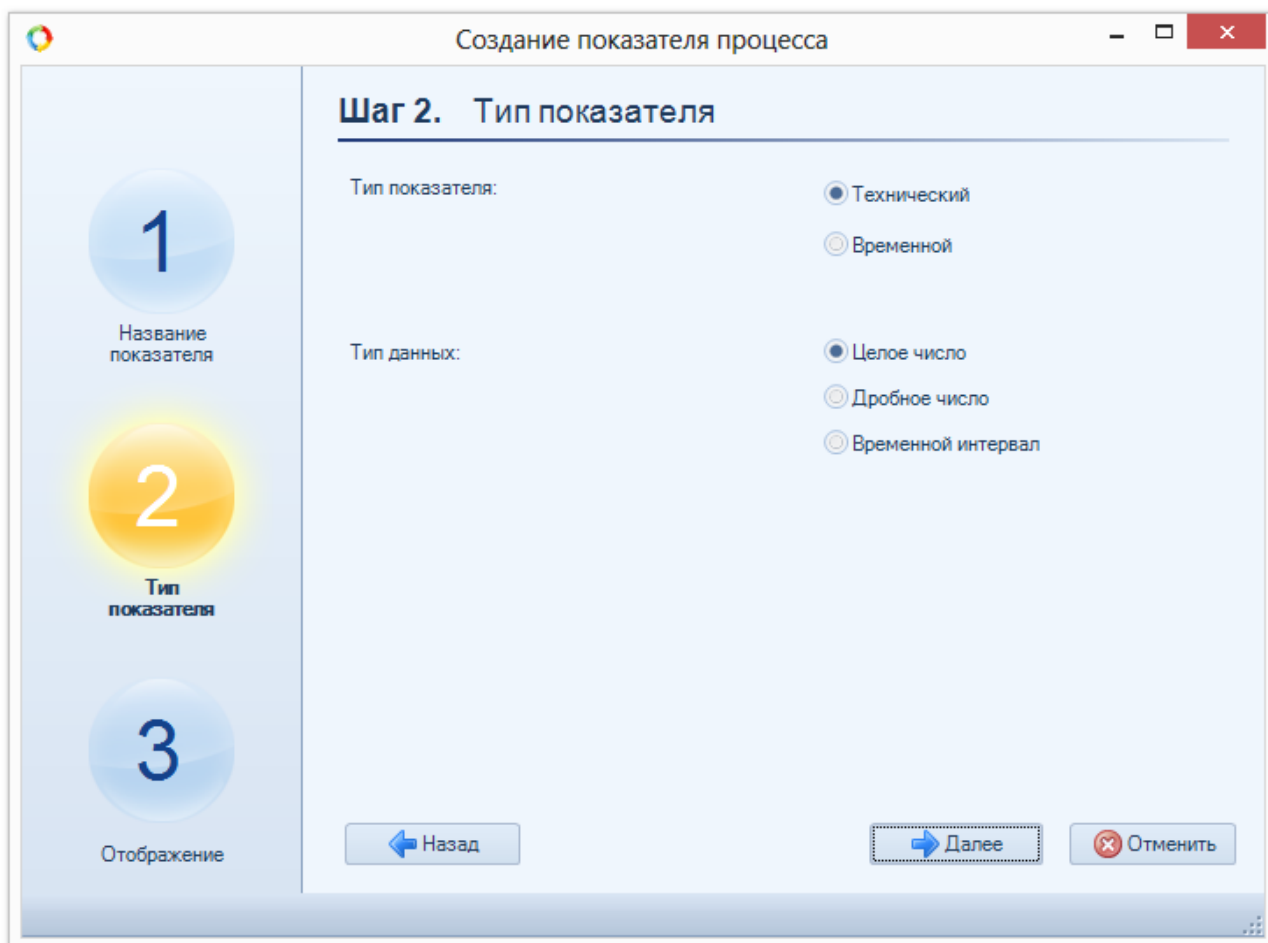 Создание показателя процесса
Шаг 2. Тип показателя
1
Название
показателя
2
Тип
показателя
3
Отображение
Тип показателя:
Технический
Временной
Тип данных:
Целое число
Дробное число
Временной интервал
Назад
Далее
Отменить